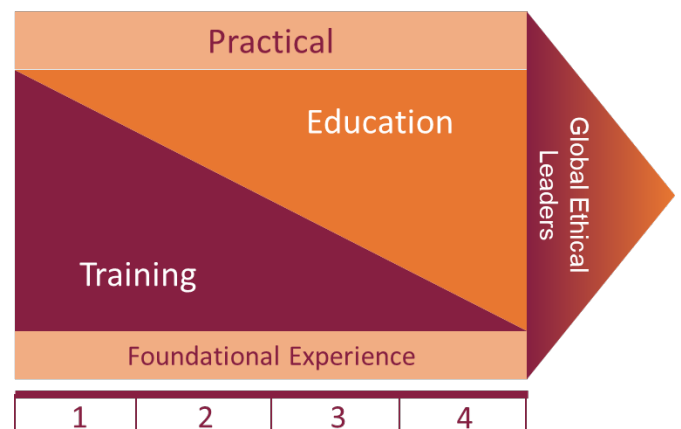 Practical
Education
Training
Foundational Experience
Global Ethical
Leaders
1 2 3 4